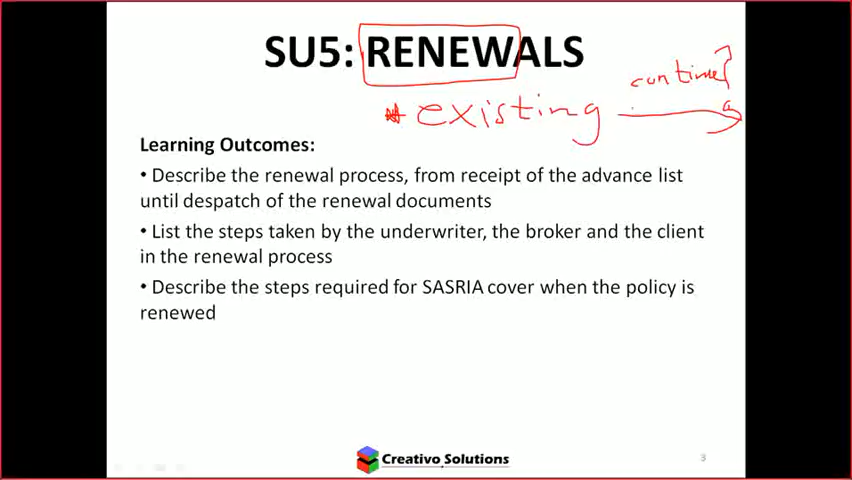 SU5: RENEWALS
continue?
* existing
Learning Outcomes:
• Describe the renewal process, from receipt of the advance list
until despatch of the renewal documents
• List the steps taken by the underwriter, the broker and the client
in the renewal process
• Describe the steps required for SASRIA cover when the policy is
renewed
Creativo Solutions
3